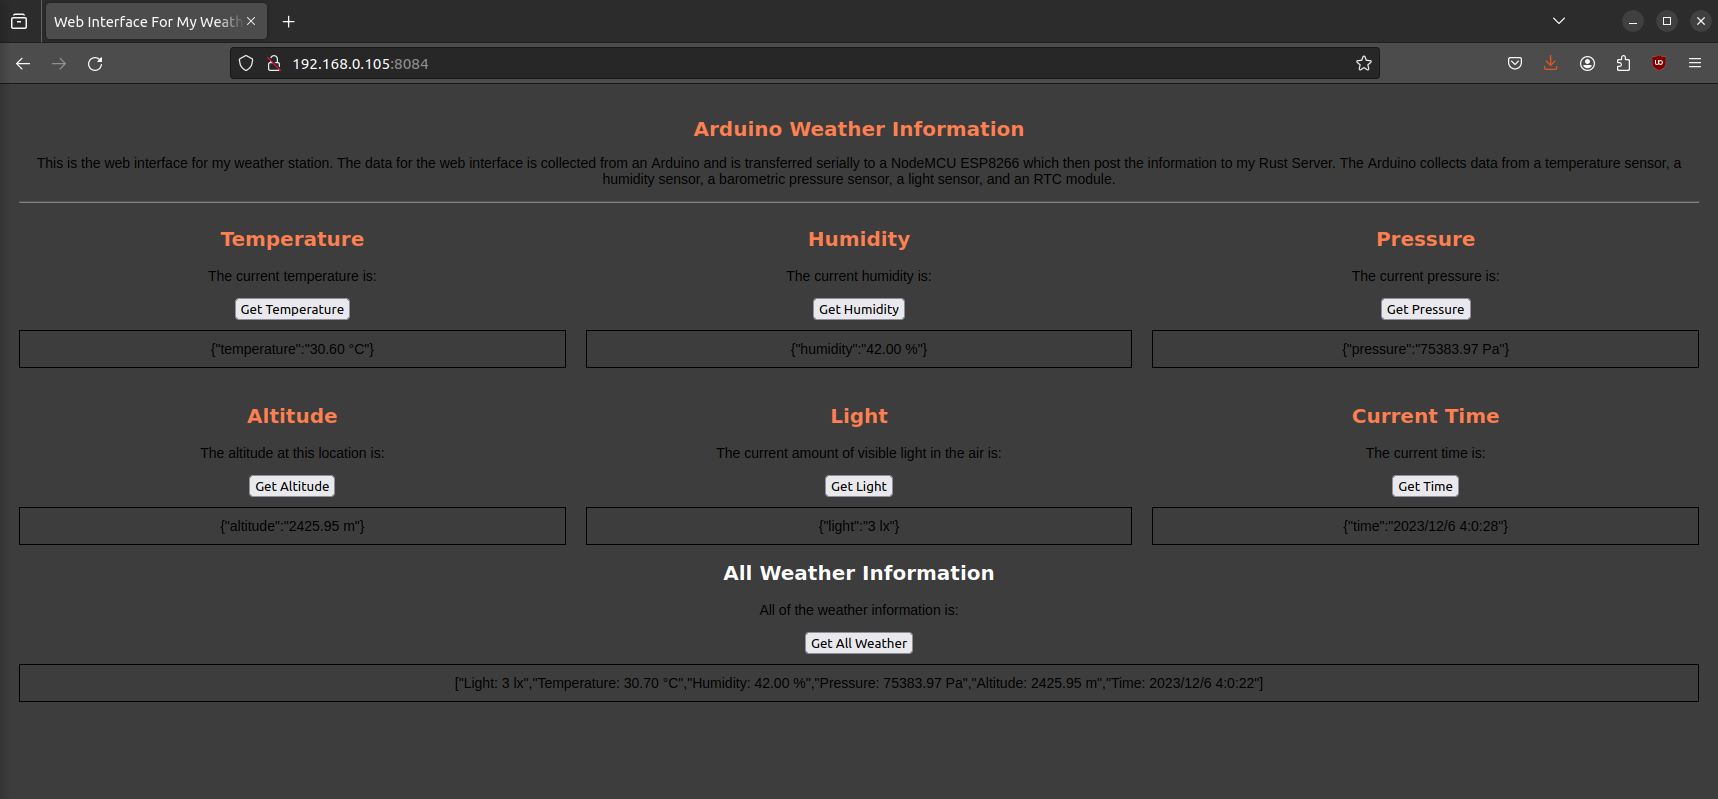 Web Interface For My Weath
192.168.0.105:8084
Arduino Weather Information
This is the web interface for my weather station. The data for the web interface is collected from an Arduino and is transferred serially to a NodeMCU ESP8266 which then post the information to my Rust Server. The Arduino collects data from a temperature sensor, a
humidity sensor, a barometric pressure sensor, a light sensor, and an RTC module.
Temperature
The current temperature is:
Get Temperature
{"temperature":"30.60 °C"}
Humidity
The current humidity is:
Get Humidity
{"humidity":"42.00 %"}
Pressure
The current pressure is:
Get Pressure
{"pressure":"75383.97 Pa"}
Altitude
The altitude at this location is:
Get Altitude
{"altitude":"2425.95 m"}
Light
The current amount of visible light in the air is:
Get Light
{"light":"3 lx"}
Current Time
The current time is:
Get Time
{"time":"2023/12/6 4:0:28"}
All Weather Information
All of the weather information is:
Get All Weather
["Light: 3 lx","Temperature: 30.70 °C","Humidity: 42.00 %","Pressure: 75383.97 Pa","Altitude: 2425.95 m","Time: 2023/12/6 4:0:22"]